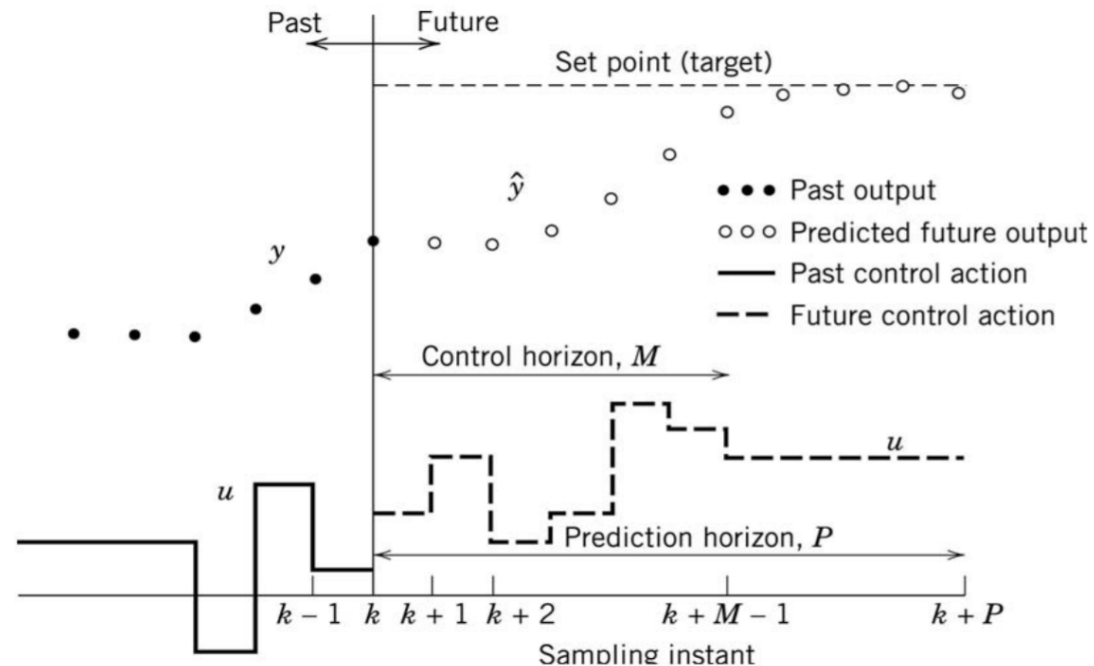 Past
Future
Set point (target)
ŷ
Past output
y
Predicted future output
Past control action
Future control action
Control horizon, M
u
u
Prediction horizon, P
k − 1
k
k + 1
k + 2
k + M − 1
k + P
Sampling instant